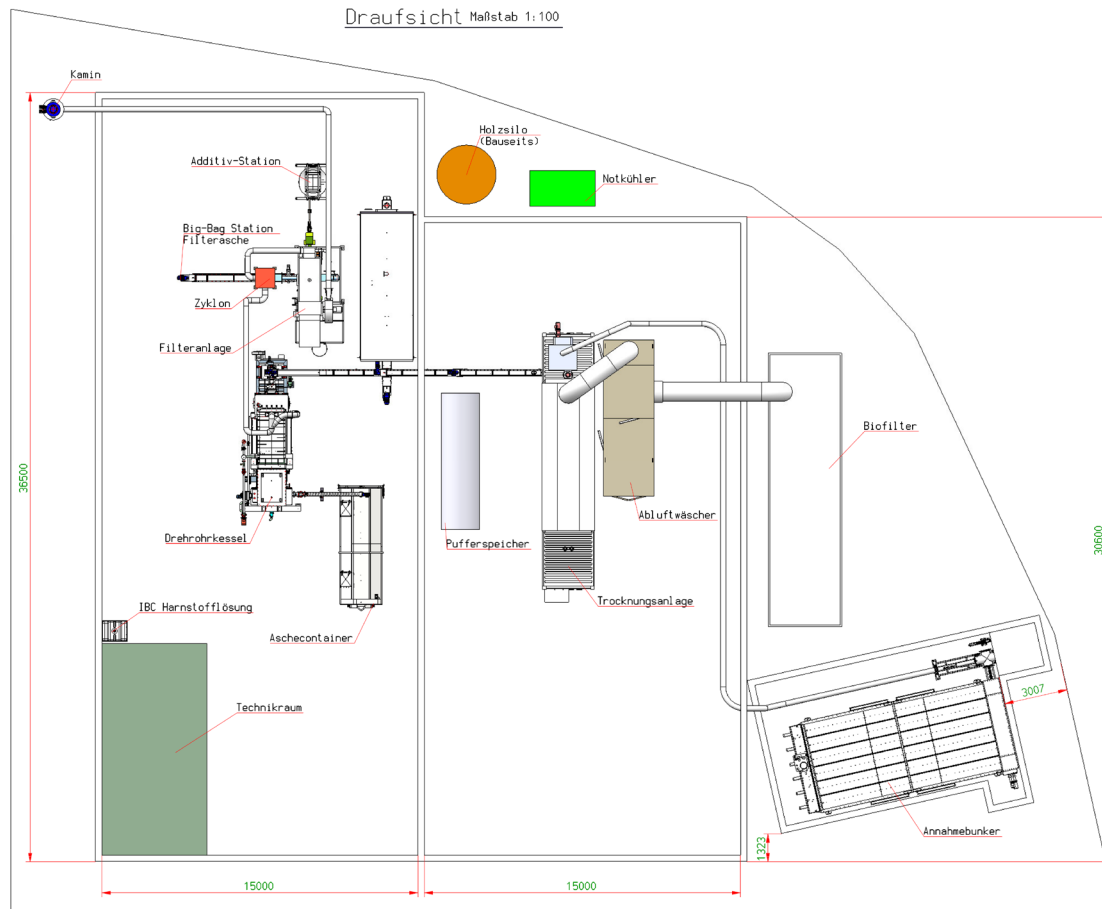 Draufsicht Maßstab 1:100
Kamin
Holzsilo
(Bauseits)
Additiv-Station
Notkühler
Big-Bag Station
Filterasche
Zyklon
Filteranlage
Biofilter
36500
30600
Abluftwäscher
Drehrohrkessel
Pufferspeicher
Trocknungsanlage
IBC Harnstofflösung
Aschecontainer
3007
Technikraum
Annahmebunker
1323
15000
15000